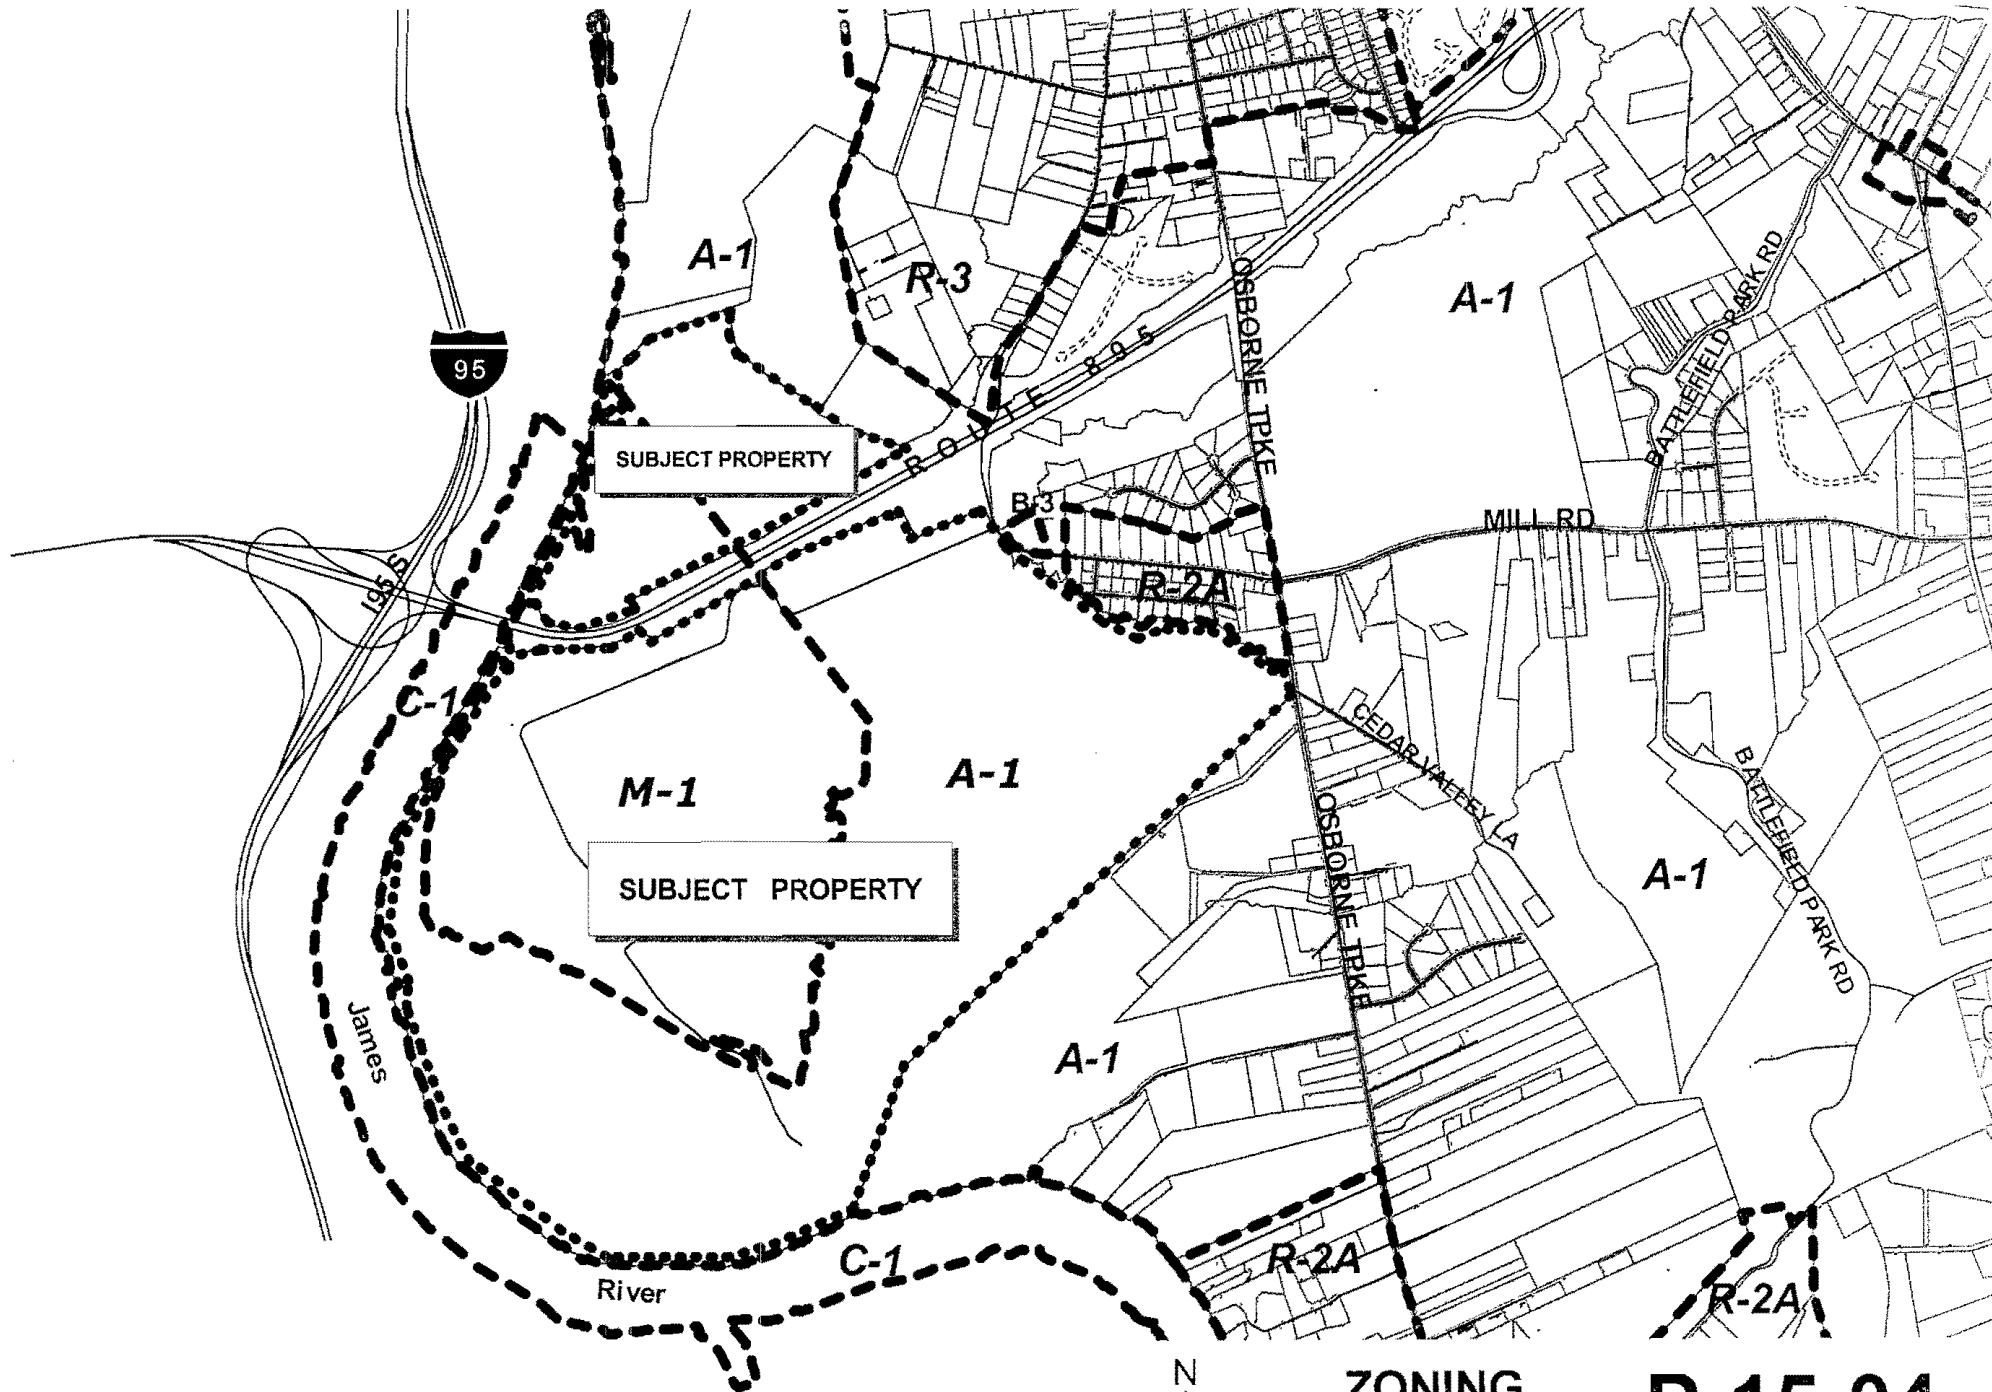 A-1
R-3
A-1
OSBORNE TPKE
BATTLEFIELD PARK RD
95
ROUTE 895
SUBJECT PROPERTY
B-3
MILL RD
I95 S
R-2A
C-1
CEDAR VALLEY LA
M-1
A-1
BATTLEFIELD PARK RD
OSBORNE TPKE
SUBJECT PROPERTY
A-1
James
A-1
C-1
River
R-2A
R-2A
N
ZONING